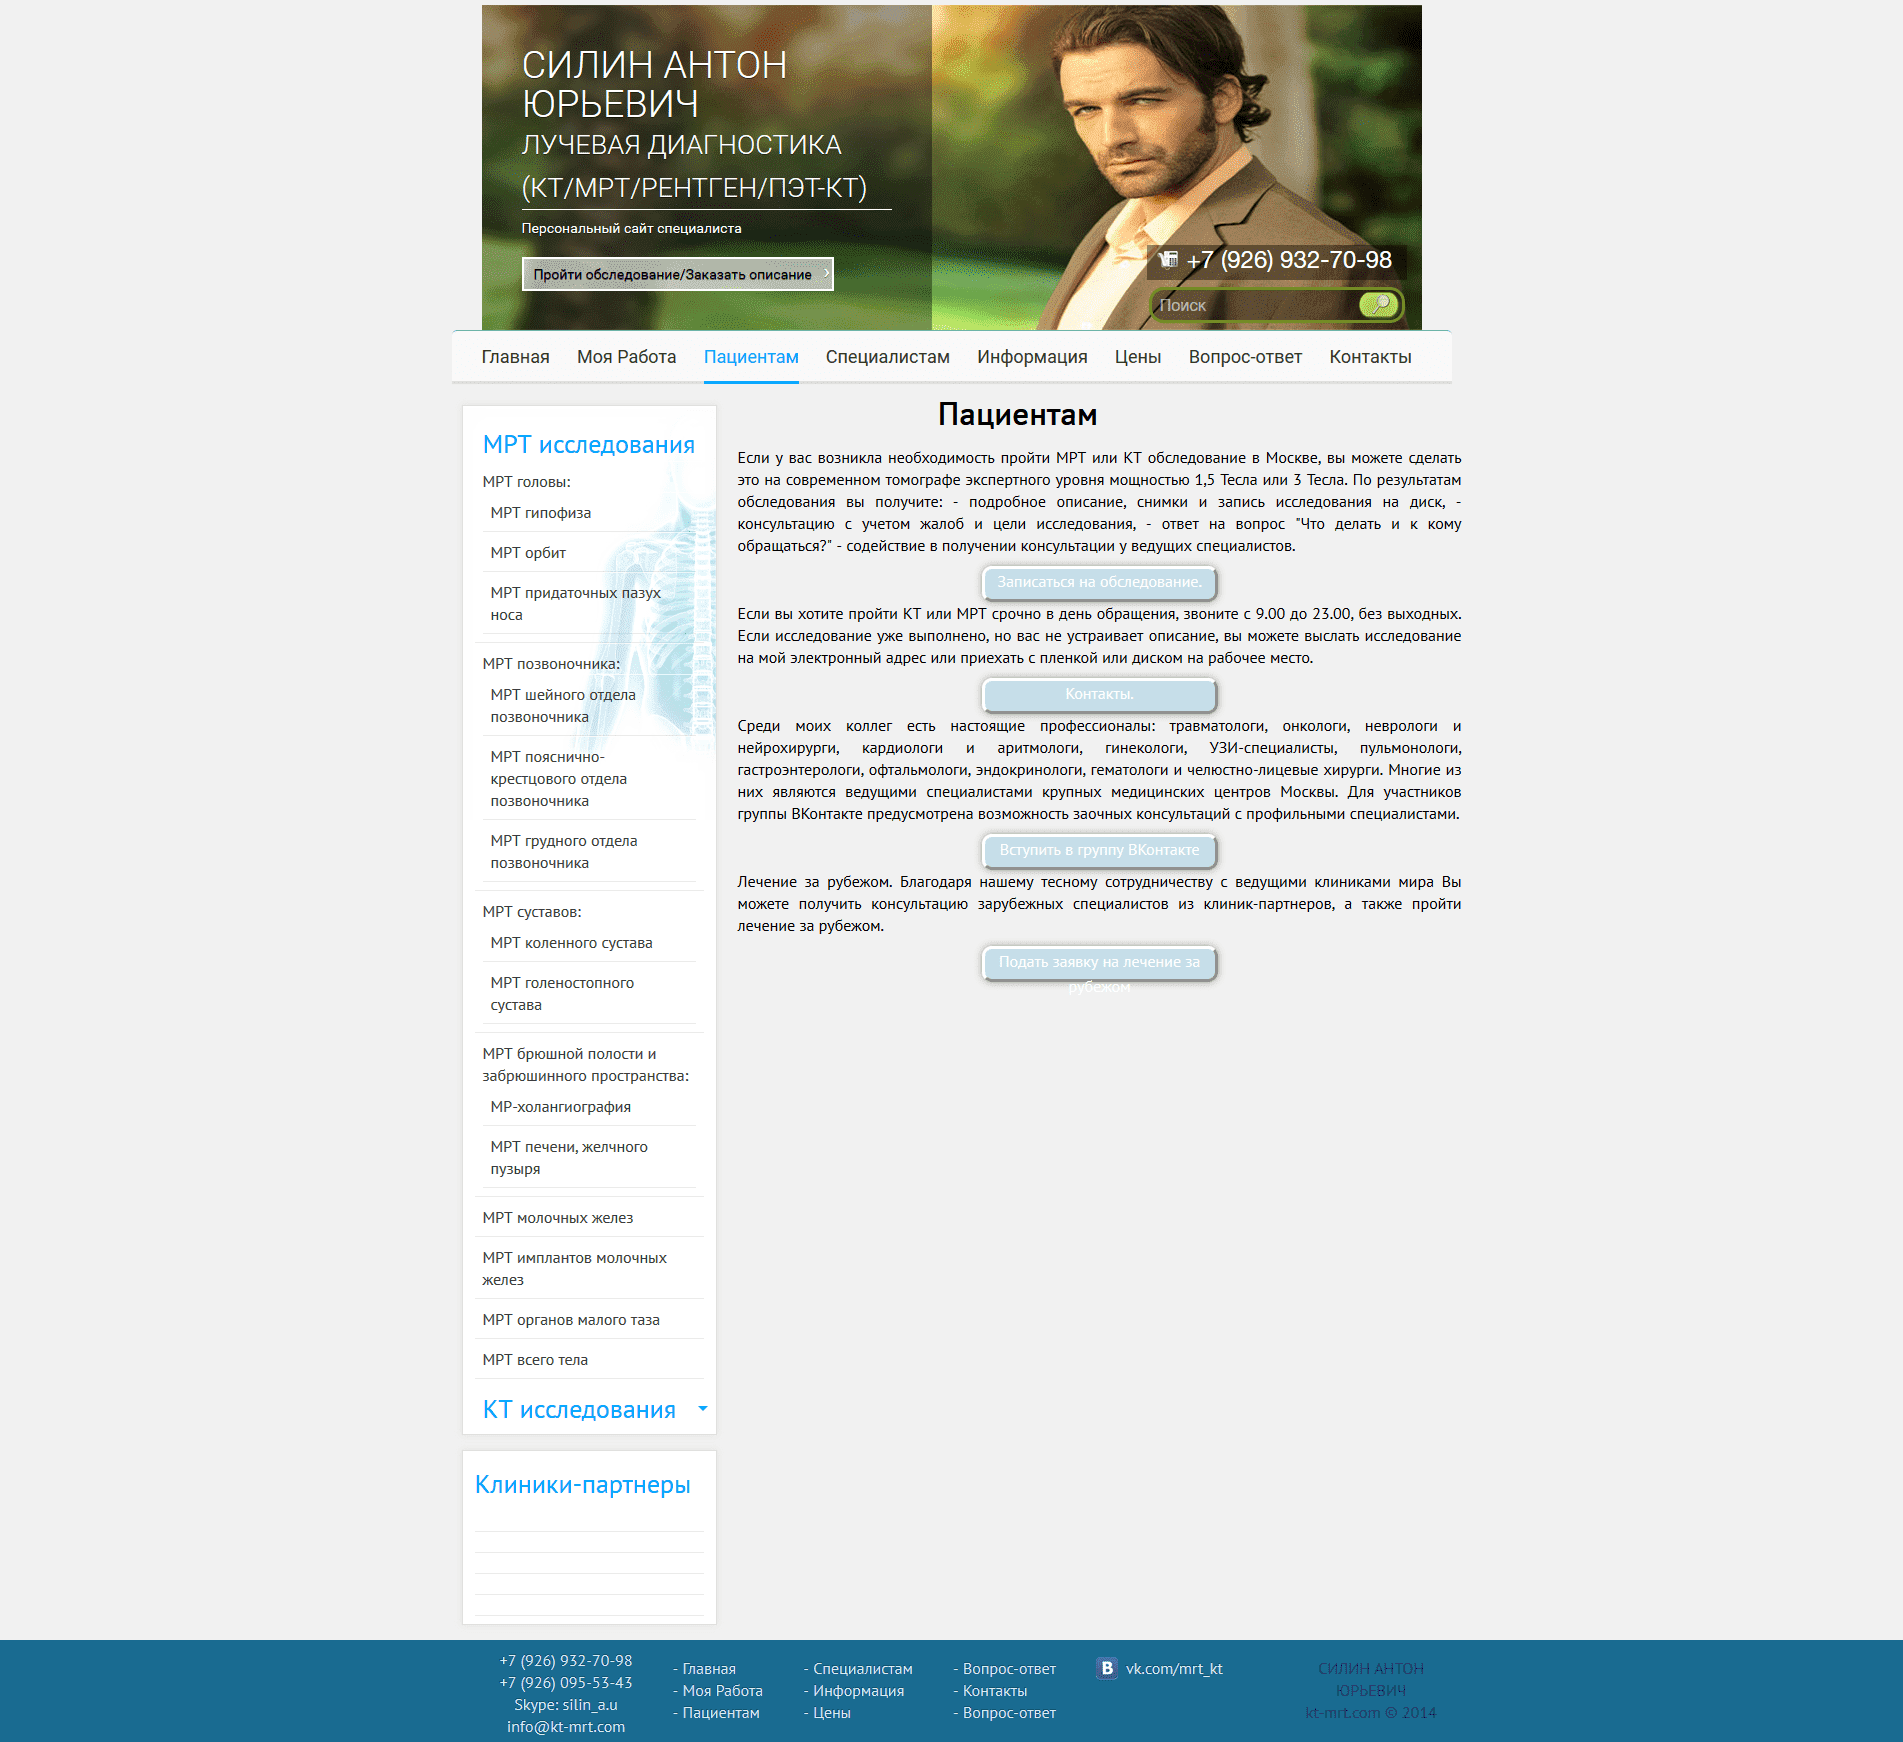 СИЛИН АНТОН
ЮРЬЕВИЧ
ЛУЧЕВАЯ ДИАГНОСТИКА
(КТ/МРТ/РЕНТГЕН/ПЭТ-КТ)
Персональный сайт специалиста
Пройти обследование/Заказать описание
+7 (926) 932-70-98
Поиск
Главная Моя Работа Пациентам Специалистам Информация Цены Вопрос-ответ Контакты
МРТ исследования
МРТ головы:
МРТ гипофиза
МРТ орбит
МРТ придаточных пазух
носа
МРТ позвоночника:
МРТ шейного отдела
позвоночника
МРТ пояснично-
крестцового отдела
позвоночника
МРТ грудного отдела
позвоночника
МРТ суставов:
МРТ коленного сустава
МРТ голеностопного
сустава
МРТ брюшной полости и
забрюшинного пространства:
МР-холангиография
МРТ печени, желчного
пузыря
МРТ молочных желез
МРТ имплантов молочных
желез
МРТ органов малого таза
МРТ всего тела
КТ исследования
Клиники-партнеры
Пациентам
Если у вас возникла необходимость пройти МРТ или КТ обследование в Москве, вы можете сделать
это на современном томографе экспертного уровня мощностью 1,5 Тесла или 3 Тесла. По результатам
обследования вы получите: - подробное описание, снимки и запись исследования на диск, -
консультацию с учетом жалоб и цели исследования, - ответ на вопрос "Что делать и к кому
обращаться?" - содействие в получении консультации у ведущих специалистов.
Записаться на обследование.
Если вы хотите пройти КТ или МРТ срочно в день обращения, звоните с 9.00 до 23.00, без выходных.
Если исследование уже выполнено, но вас не устраивает описание, вы можете выслать исследование
на мой электронный адрес или приехать с пленкой или диском на рабочее место.
Контакты.
Среди моих коллег есть настоящие профессионалы: травматологи, онкологи, неврологи и
нейрохирурги, кардиологи и аритмологи, гинекологи, УЗИ-специалисты, пульмонологи,
гастроэнтерологи, офтальмологи, эндокринологи, гематологи и челюстно-лицевые хирурги. Многие из
них являются ведущими специалистами крупных медицинских центров Москвы. Для участников
группы ВКонтакте предусмотрена возможность заочных консультаций с профильными специалистами.
Вступить в группу ВКонтакте
Лечение за рубежом. Благодаря нашему тесному сотрудничеству с ведущими клиниками мира Вы
можете получить консультацию зарубежных специалистов из клиник-партнеров, а также пройти
лечение за рубежом.
Подать заявку на лечение за
рубежом
+7 (926) 932-70-98
+7 (926) 095-53-43
Skype: silin_a.u
info@kt-mrt.com
- Главная
- Моя Работа
- Пациентам
- Специалистам
- Информация
- Цены
- Вопрос-ответ
- Контакты
- Вопрос-ответ
В vk.com/mrt_kt
СИЛИН АНТОН
ЮРЬЕВИЧ
kt-mrt.com © 2014